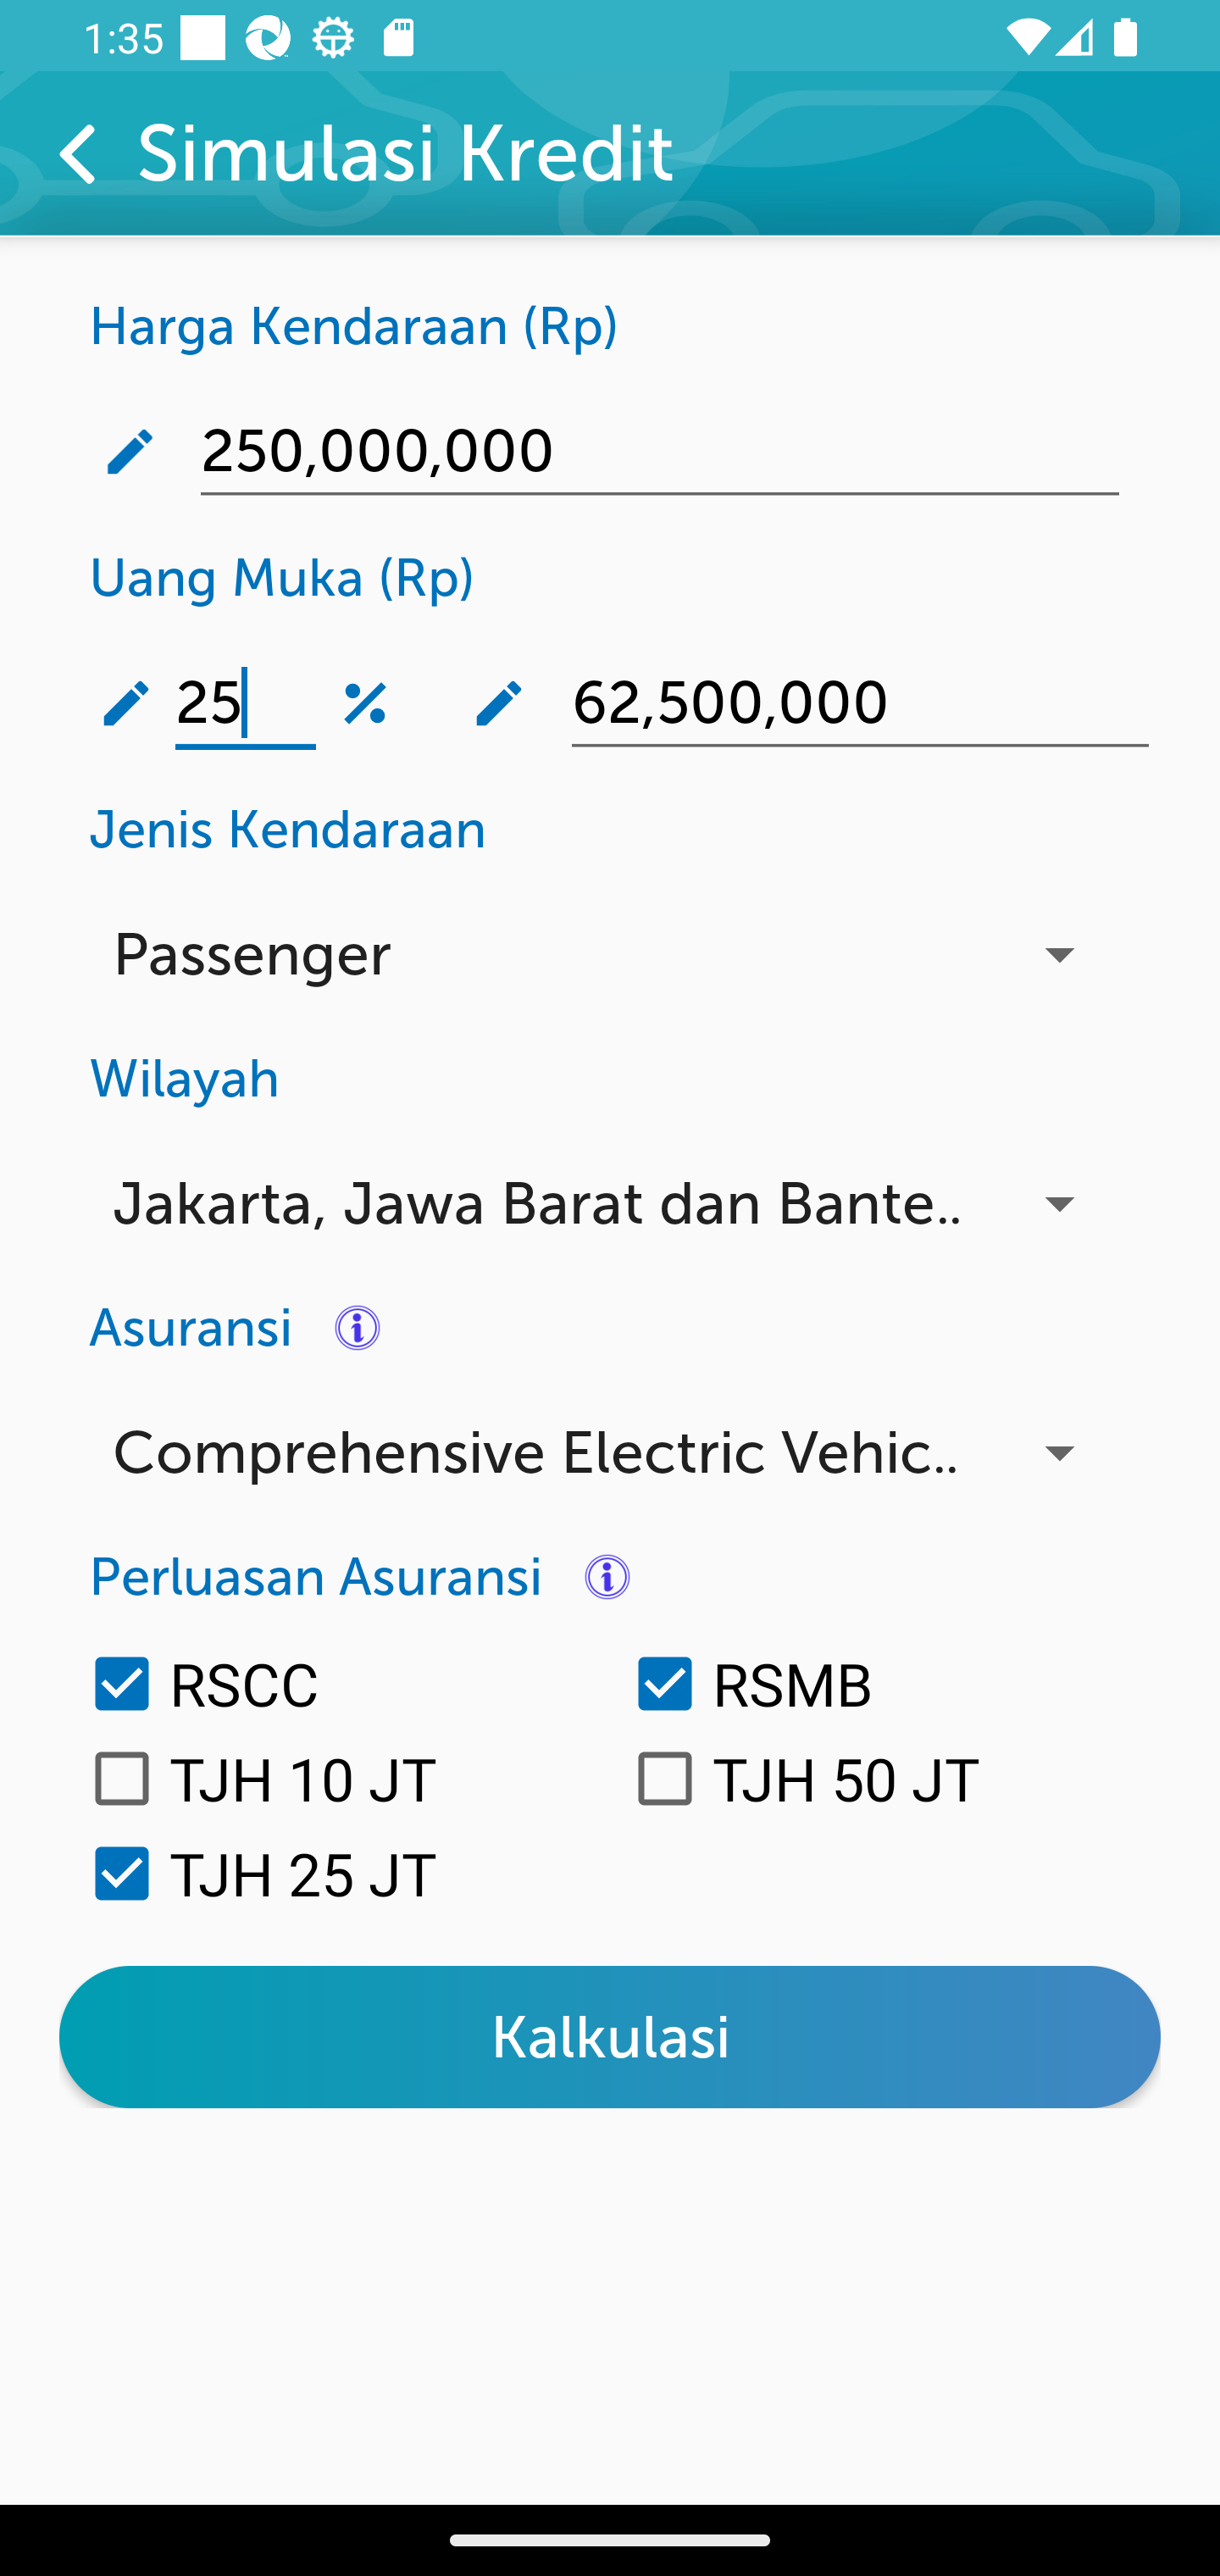 1:35
Simulasi Kredit
Harga Kendaraan (Rp)
250,000,000
Uang Muka (Rp)
25 % 62,500,000
Jenis Kendaraan
Passenger
Wilayah
Jakarta, Jawa Barat dan Bante..
Asuransi
Comprehensive Electric Vehic..
Perluasan Asuransi
RSCC RSMB
TJH 10 JT TJH 50 JT
TJH 25 JT
Kalkulasi